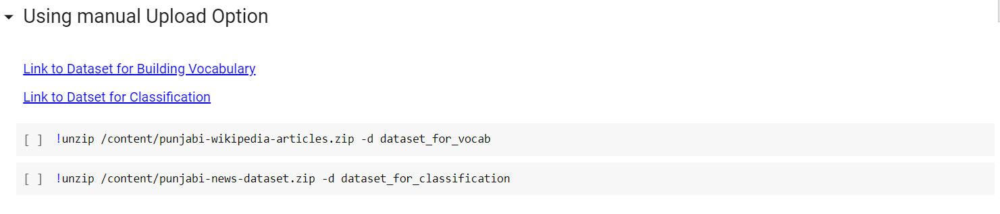 Using manual Upload Option
Link to Dataset for Building Vocabulary
Link to Datset for Classification
[ ] !unzip /content/punjabi-wikipedia-articles.zip -d dataset_for_vocab
[ ] !unzip /content/punjabi-news-dataset.zip -d dataset_for_classification